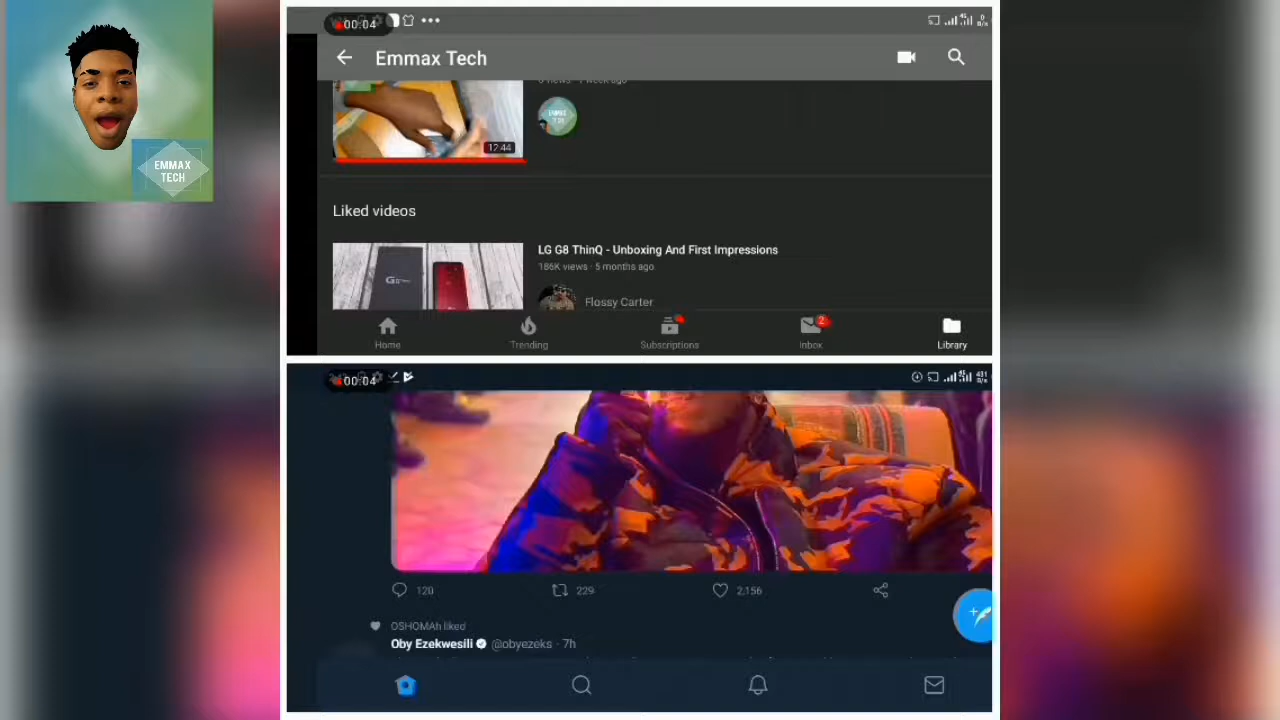 EMMAX
TECH
00:04
Emmax Tech
12:44
Liked videos
LG G8 ThinQ - Unboxing And First Impressions
186K views · 5 months ago
Flossy Carter
Home
Trending
Subscriptions
2
Inbox
Library
00:04
120
229
2,156
OSHOMAh liked
Oby Ezekwesili @obyezeks · 7h